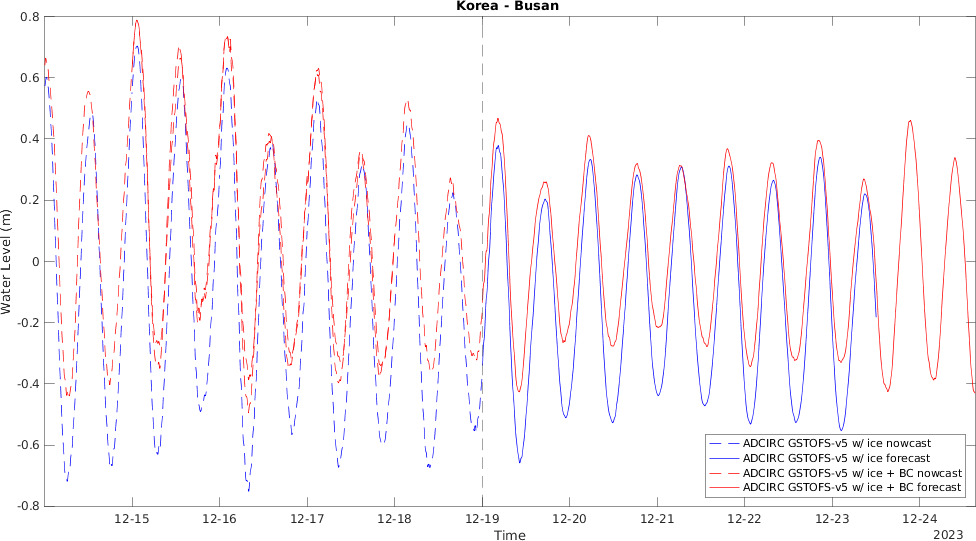 Korea - Busan
Water Level (m)
0.8
0.6
0.4
0.2
0
-0.2
-0.4
-0.6
-0.8
ADCIRC GSTOFS-v5 w/ ice nowcast
ADCIRC GSTOFS-v5 w/ ice forecast
ADCIRC GSTOFS-v5 w/ ice + BC nowcast
ADCIRC GSTOFS-v5 w/ ice + BC forecast
12-15 12-16 12-17 12-18 12-19 12-20 12-21 12-22 12-23 12-24
Time
2023